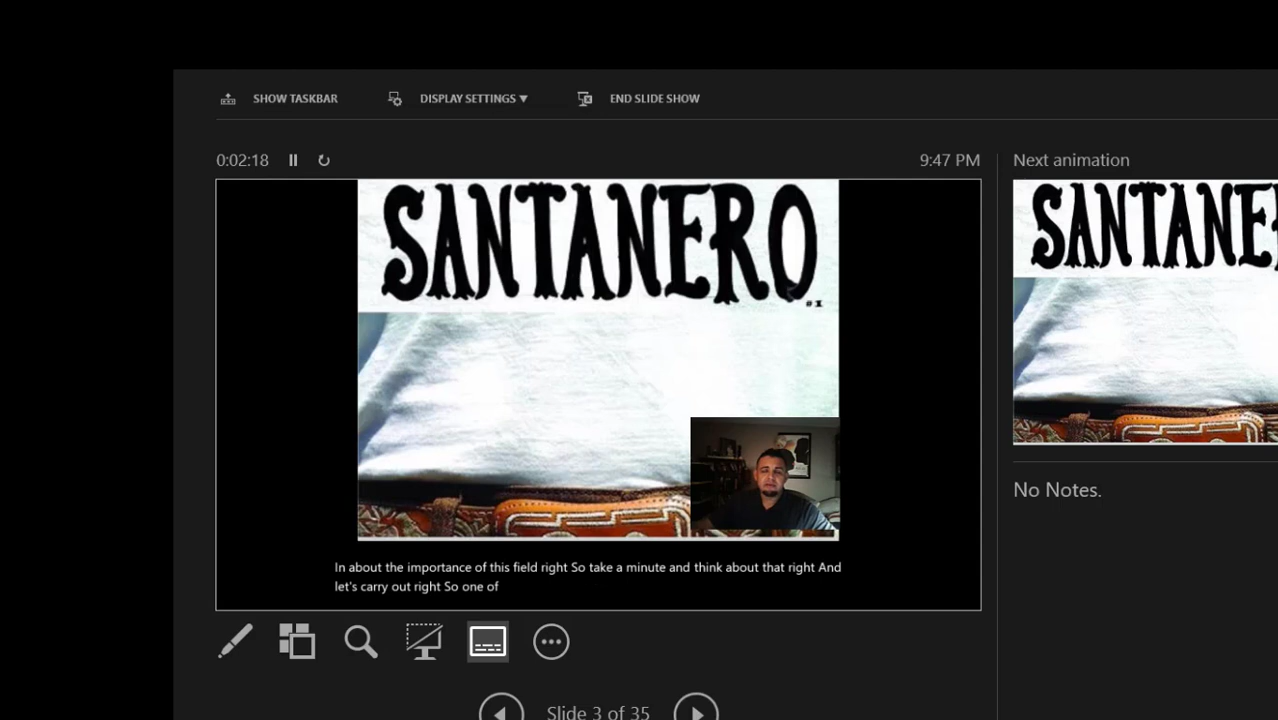 SHOW TASKBAR
DISPLAY SETTINGS ▼
END SLIDE SHOW
0:02:18
9:47 PM
Next animation
SANTANERO
#1
SANTANE
In about the importance of this field right So take a minute and think about that right And
let's carry out right So one of
No Notes.
Slide 3 of 35